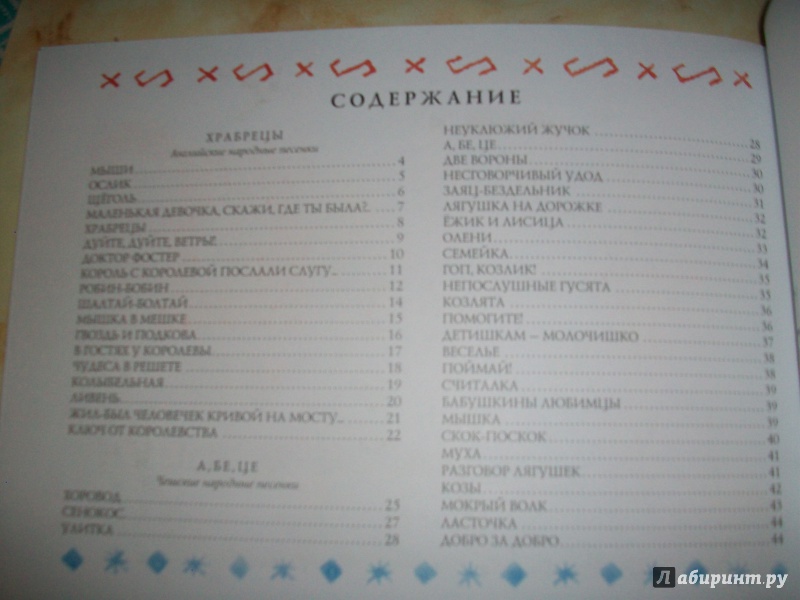 СОДЕРЖАНИЕ
ХРАБРЕЦЫ
Английские народные песенки
МЫШИ 4
ОСЛИК 5
ЩЁГОЛЬ 6
МАЛЕНЬКАЯ ДЕВОЧКА, СКАЖИ, ГДЕ ТЫ БЫЛА?.. 7
ХРАБРЕЦЫ 8
ДУЙТЕ, ДУЙТЕ, ВЕТРЫ! 9
ДОКТОР ФОСТЕР 10
КОРОЛЬ С КОРОЛЕВОЙ ПОСЛАЛИ СЛУГУ... 11
РОБИН-БОБИН 12
ШАЛТАЙ-БОЛТАЙ 14
МЫШКА В МЕШКЕ 15
ГВОЗДЬ И ПОДКОВА 16
В ГОСТЯХ У КОРОЛЕВЫ 17
ЧУДЕСА В РЕШЕТЕ 18
КОЛЫБЕЛЬНАЯ 19
ЛИВЕНЬ 20
ЖИЛ-БЫЛ ЧЕЛОВЕЧЕК КРИВОЙ НА МОСТУ... 21
КЛЮЧ ОТ КОРОЛЕВСТВА 22
А, БЕ, ЦЕ
Чешские народные песенки
ХОРОВОД 25
СЕНОКОС 27
УЛИТКА 28
НЕУКЛЮЖИЙ ЖУЧОК 28
А, БЕ, ЦЕ 29
ДВЕ ВОРОНЫ 30
НЕСГОВОРЧИВЫЙ УДОД 30
ЗАЯЦ-БЕЗДЕЛЬНИК 31
ЛЯГУШКА НА ДОРОЖКЕ 32
ЁЖИК И ЛИСИЦА 32
ОЛЕНИ 33
СЕМЕЙКА 34
ГОП, КОЗЛИК! 35
НЕПОСЛУШНЫЕ ГУСЯТА 35
КОЗЛЯТА 36
ПОМОГИТЕ! 36
ДЕТИШКАМ – МОЛОЧИШКО 37
ВЕСЕЛЬЕ 38
ПОЙМАЙ! 38
СЧИТАЛКА 39
БАБУШКИНЫ ЛЮБИМЦЫ 39
МЫШКА 39
СКОК-ПОСКОК 40
МУХА 41
РАЗГОВОР ЛЯГУШЕК 41
КОЗЫ 42
МОКРЫЙ ВОЛК 43
ЛАСТОЧКА 44
ДОБРО ЗА ДОБРО 44
Лабиринт.ру